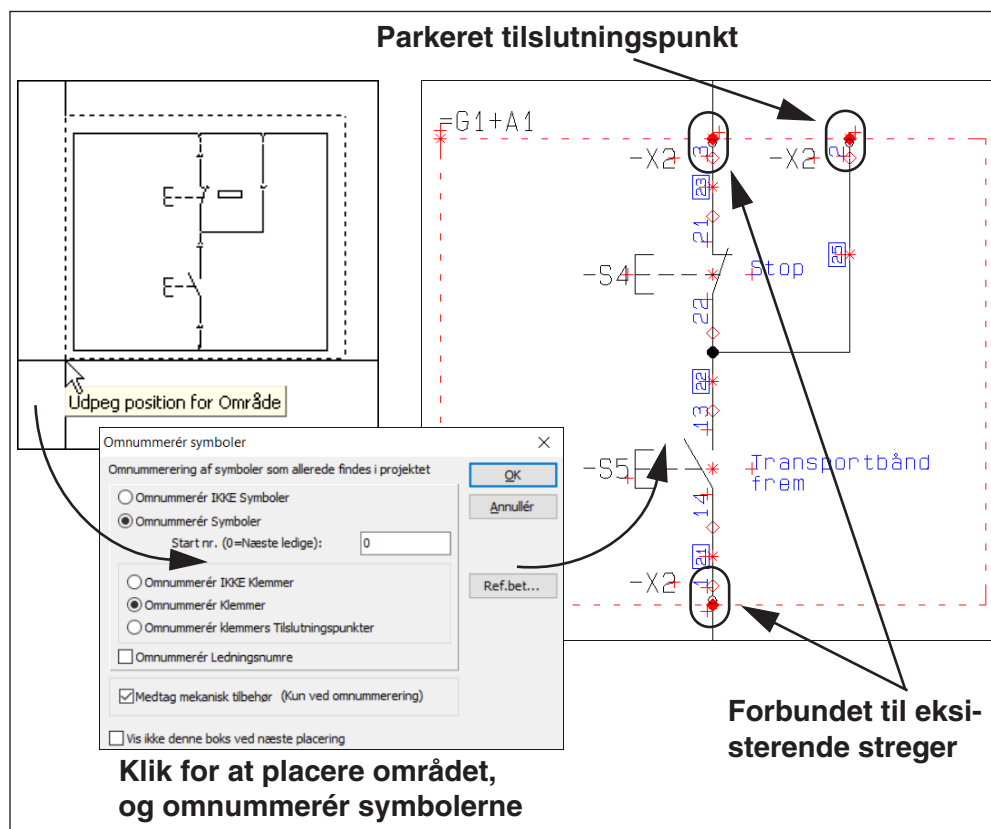 Parkeret tilslutningspunkt
=G1+A1
-X2
3
-X2
2
23
21
25
-S4
Stop
22
22
13
-S5
Transportbånd
frem
14
21
-X2
1
Udpeg position for Område
Omnummerér symboler
Omnummerering af symboler som allerede findes i projektet
OK
Omnummerér IKKE Symboler
Annullér
Omnummerér Symboler
Start nr. (0=Næste ledige):
0
Omnummerér IKKE Klemmer
Ref.bet...
Omnummerér Klemmer
Omnummerér klemmers Tilslutningspunkter
Omnummerér Ledningsnumre
Medtag mekanisk tilbehør (Kun ved omnummerering)
Vis ikke denne boks ved næste placering
Forbundet til eksi-
sterende streger
Klik for at placere området,
og omnummerér symbolerne